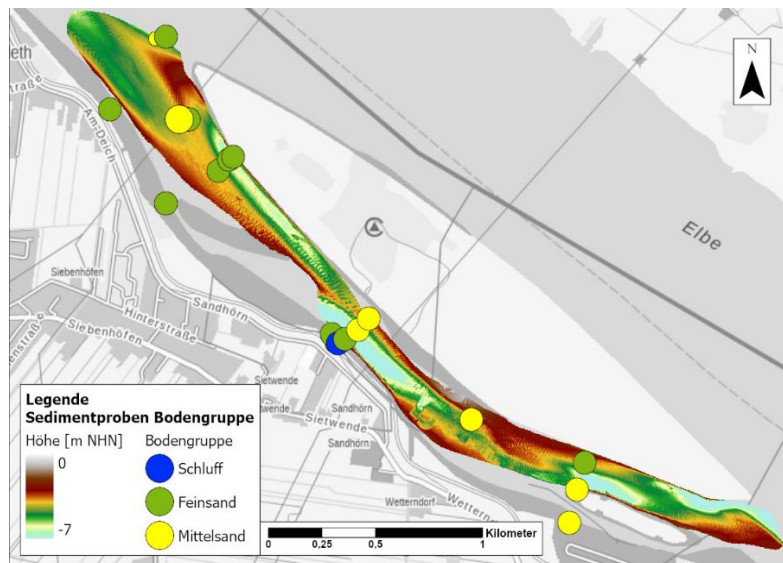 eth
straße
N
Am-Deich
Elbe
Siebenhöfen
Sandhörn
Hinterstraße
Siebenhöfen
enstraße
Sietwende
Sandhörn
Sietwende
Sandhörn
Wetterndorf
Wettern
Legende
Sedimentproben Bodengruppe
Höhe [m NHN]
Bodengruppe
0
-7
Schluff
Feinsand
Mittelsand
Kilometer
0
0,25
0,5
1